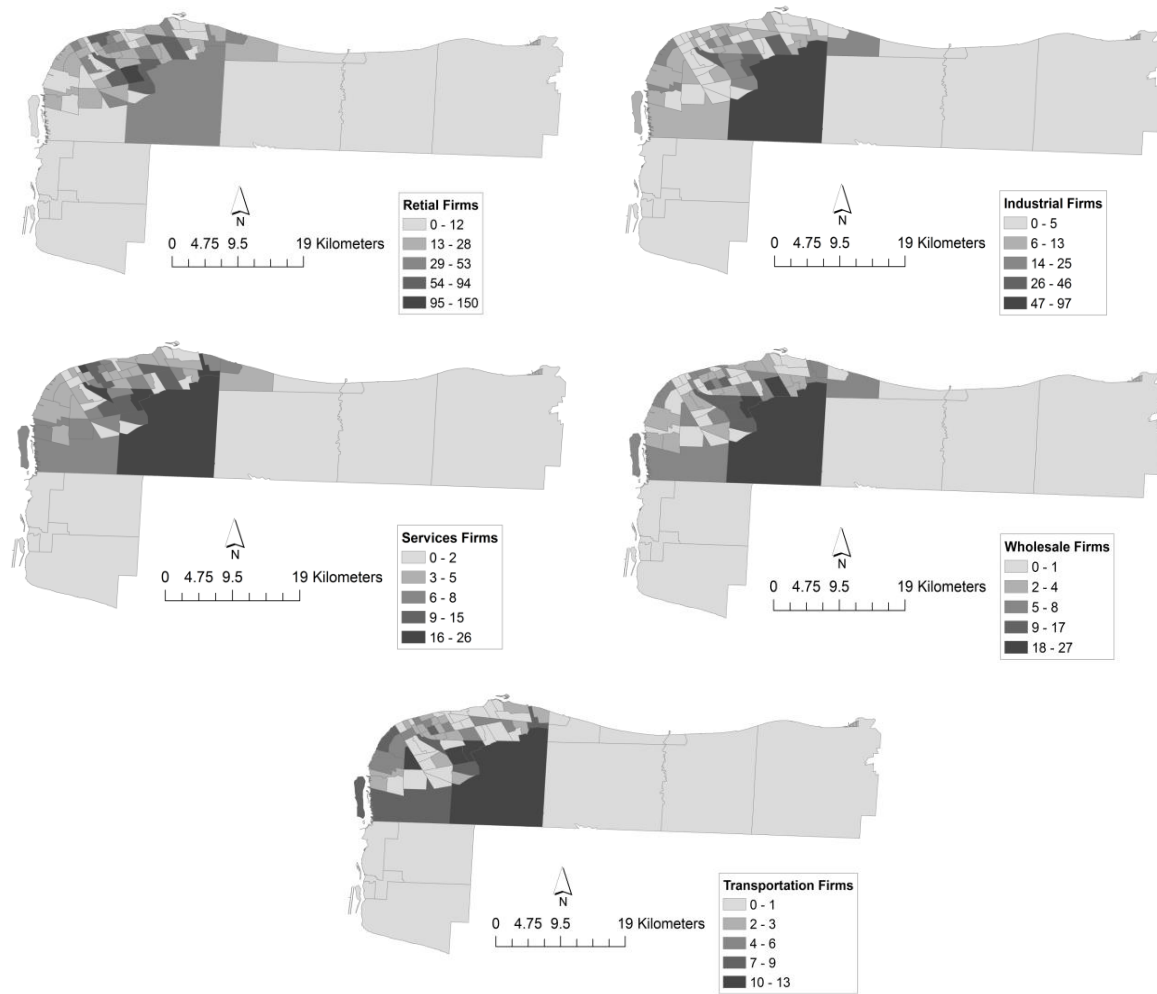 N
0 4.75 9.5 19 Kilometers
Retial Firms
0 - 12
13 - 28
29 - 53
54 - 94
95 - 150
N
0 4.75 9.5 19 Kilometers
Industrial Firms
0 - 5
6 - 13
14 - 25
26 - 46
47 - 97
N
0 4.75 9.5 19 Kilometers
Services Firms
0 - 2
3 - 5
6 - 8
9 - 15
16 - 26
N
0 4.75 9.5 19 Kilometers
Wholesale Firms
0 - 1
2 - 4
5 - 8
9 - 17
18 - 27
N
0 4.75 9.5 19 Kilometers
Transportation Firms
0 - 1
2 - 3
4 - 6
7 - 9
10 - 13